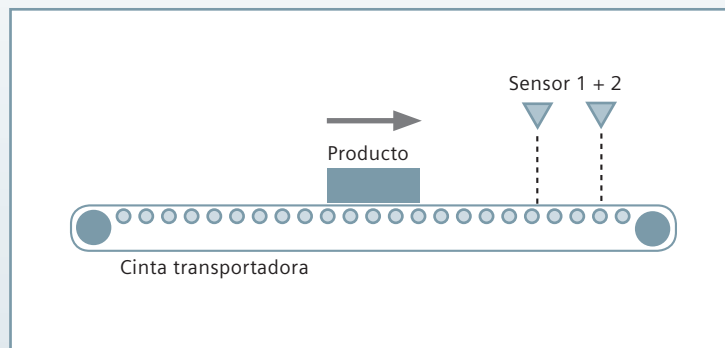 Sensor 1 + 2
Producto
Cinta transportadora